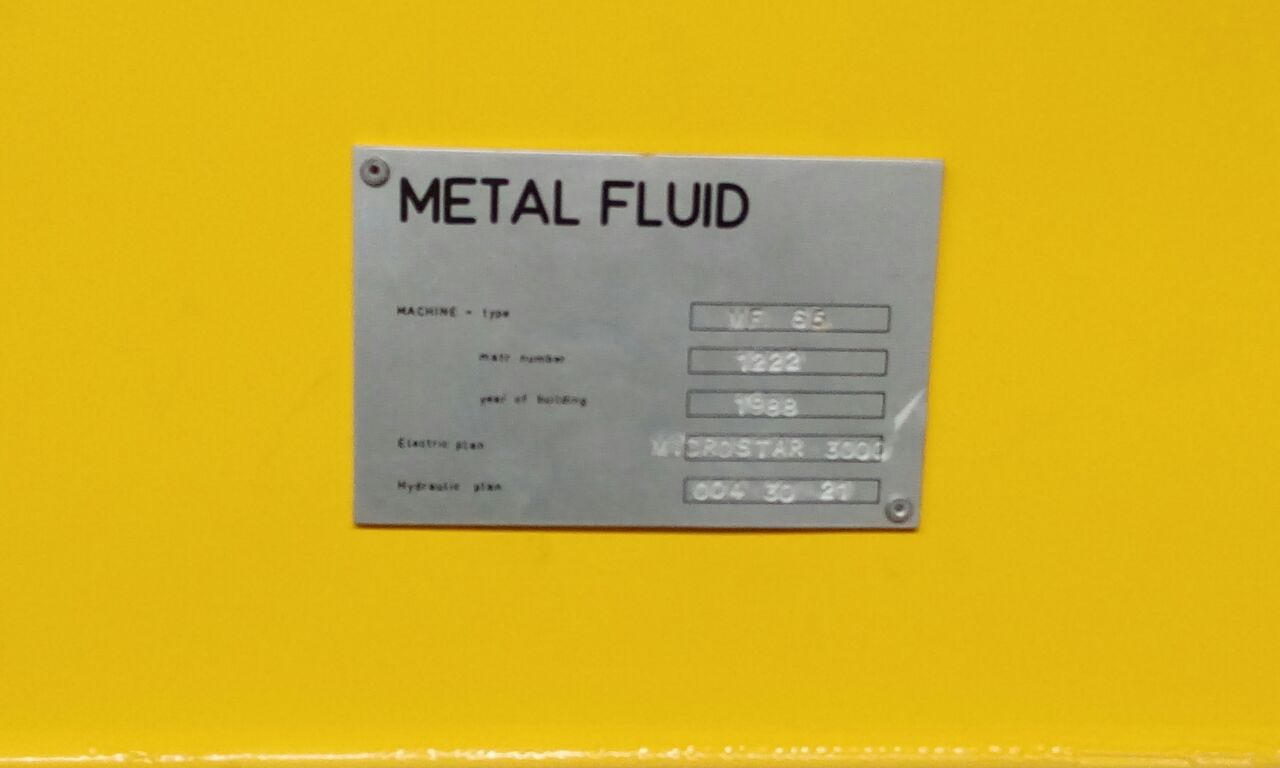 METAL FLUID
MACHINE - type MF 65
matr number 1222
year of building 1988
Electric plan MICROSTAR 3000
Hydraulic plan 004 30 21